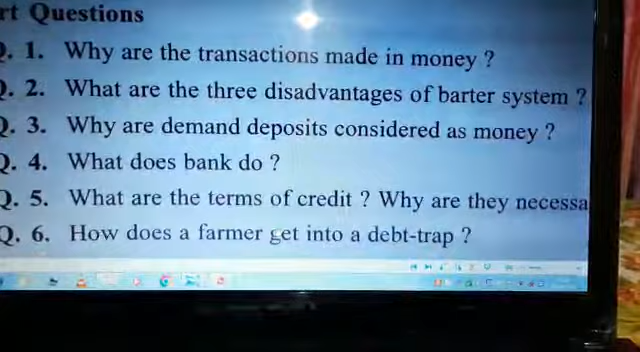 rt Questions
Q. 1. Why are the transactions made in money ?
Q. 2. What are the three disadvantages of barter system ?
Q. 3. Why are demand deposits considered as money ?
Q. 4. What does bank do ?
Q. 5. What are the terms of credit ? Why are they necessa
Q. 6. How does a farmer get into a debt-trap ?